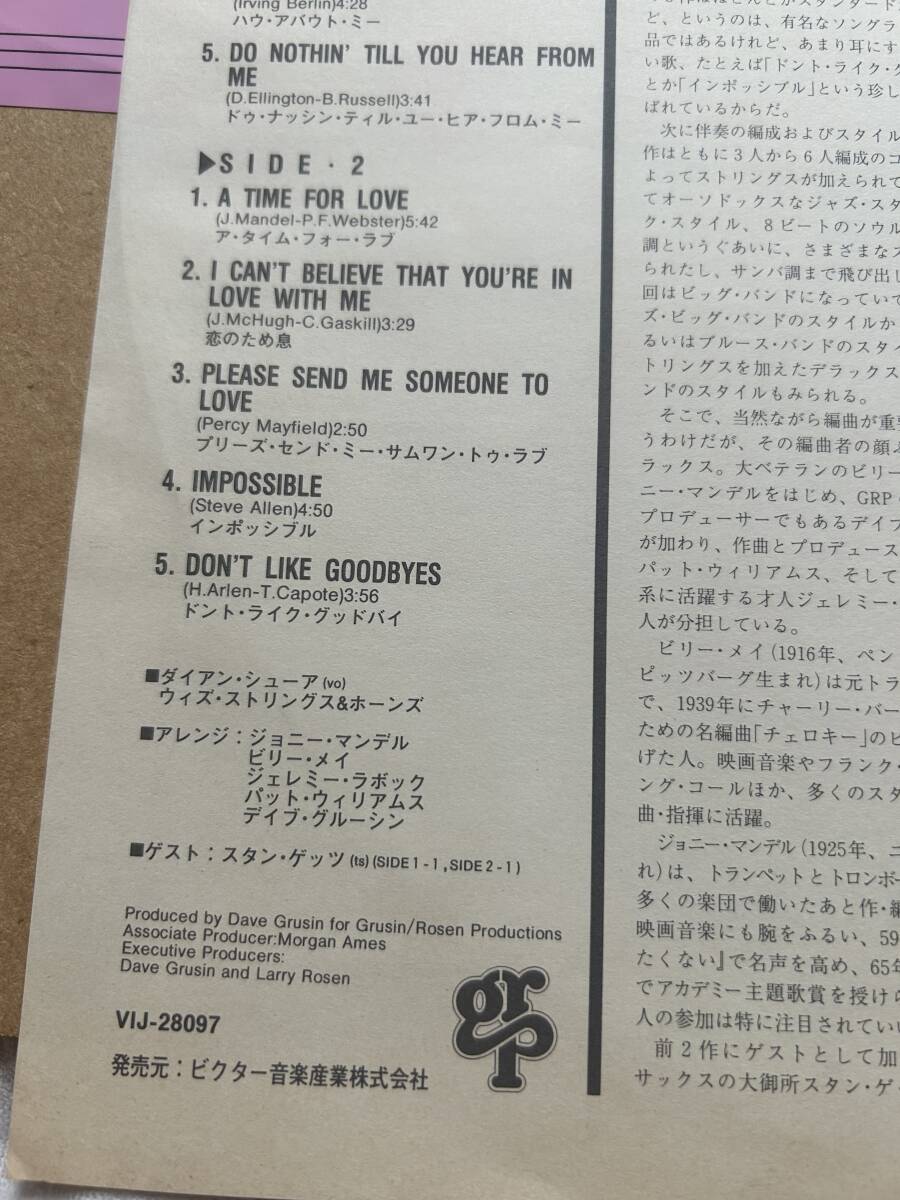 (Irving Berlin)4:28
ハウ・アバウト・ミー
5. DO NOTHIN' TILL YOU HEAR FROM
ME
(D.Ellington-B.Russell)3:41
ドゥ・ナッシン・ティル・ユー・ヒア・フロム・ミー
▶SIDE・2
1. A TIME FOR LOVE
(J.Mandel-P.F.Webster)5:42
ア・タイム・フォー・ラブ
2. I CAN'T BELIEVE THAT YOU'RE IN
LOVE WITH ME
(J.McHugh-C.Gaskill)3:29
恋のため息
3. PLEASE SEND ME SOMEONE TO
LOVE
(Percy Mayfield)2:50
プリーズ・センド・ミー・サムワン・トゥ・ラブ
4. IMPOSSIBLE
(Steve Allen)4:50
インポッシブル
5. DON'T LIKE GOODBYES
(H.Arlen-T.Capote)3:56
ドント・ライク・グッドバイ
■ダイアン・シューア(vo)
ウィズ・ストリングス&ホーンズ
■アレンジ：ジョニー・マンデル
ビリー・メイ
ジェレミー・ラボック
パット・ウィリアムス
デイブ・グルーシン
■ゲスト：スタン・ゲッツ(ts)(SIDE1-1,SIDE2-1)
Produced by Dave Grusin for Grusin/Rosen Productions
Associate Producer:Morgan Ames
Executive Producers:
Dave Grusin and Larry Rosen
VIJ-28097
発売元：ビクター音楽産業株式会社
grp
ど、というのは、有名なソングラ
品ではあるけれど、あまり耳にす
い歌、たとえば「ドント・ライク・グ
とか「インポッシブル」という珍し
ばれているからだ。
次に伴奏の編成およびスタイル
作はともに3人から6人編成のコ
よってストリングスが加えられて
てオーソドックスなジャズ・スタ
ク・スタイル、8ビートのソウル
調というぐあいに、さまざまなス
られたし、サンバ調まで飛び出し
回はビッグ・バンドになっていて
ズ・ビッグ・バンドのスタイルか
るいはブルース・バンドのスタイ
トリングスを加えたデラックス
ンドのスタイルもみられる。
そこで、当然ながら編曲が重要
うわけだが、その編曲者の顔ぶ
ラックス。大ベテランのビリー・
ニー・マンデルをはじめ、GRP
プロデューサーでもあるデイブ
が加わり、作曲とプロデュース
パット・ウィリアムス、そして
系に活躍する才人ジェレミー・
人が分担している。
ビリー・メイ(1916年、ペン
ピッツバーグ生まれ)は元トラ
で、1939年にチャーリー・バー
ための名編曲「チェロキー」のヒ
げた人。映画音楽やフランク・
ング・コールほか、多くのスタ
曲・指揮に活躍。
ジョニー・マンデル(1925年、ニ
れ)は、トランペットとトロンボー
多くの楽団で働いたあと作・編
映画音楽にも腕をふるい、59
たくない』で名声を高め、65年
でアカデミー主題歌賞を授けら
人の参加は特に注目されていい
前2作にゲストとして加
サックスの大御所スタン・ゲッ